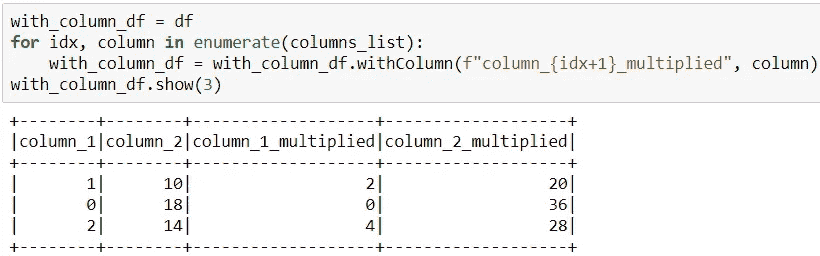 with_column_df = df
for idx, column in enumerate(columns_list):
    with_column_df = with_column_df.withColumn(f"column_{idx+1}_multiplied", column)
with_column_df.show(3)
+--------+--------+-------------------+-------------------+
|column_1|column_2|column_1_multiplied|column_2_multiplied|
+--------+--------+-------------------+-------------------+
|       1|      10|                  2|                 20|
|       0|      18|                  0|                 36|
|       2|      14|                  4|                 28|
+--------+--------+-------------------+-------------------+